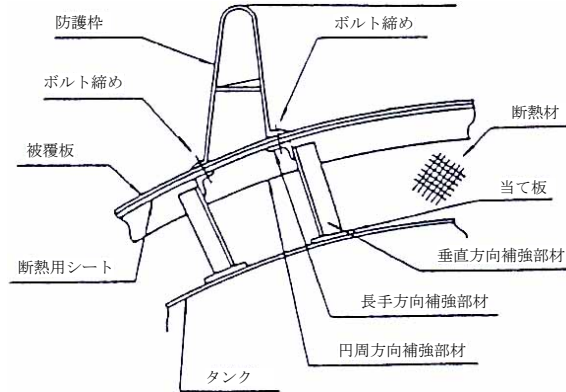 防護枠
ボルト締め
ボルト締め
断熱材
被覆板
当て板
断熱用シート
垂直方向補強部材
長手方向補強部材
円周方向補強部材
タンク